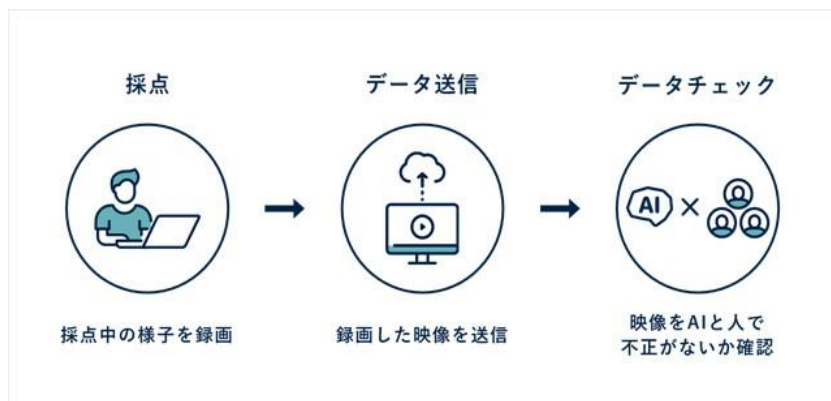 採点
データ送信
データチェック
AI
採点中の様子を録画
録画した映像を送信
映像をAIと人で
不正がないか確認